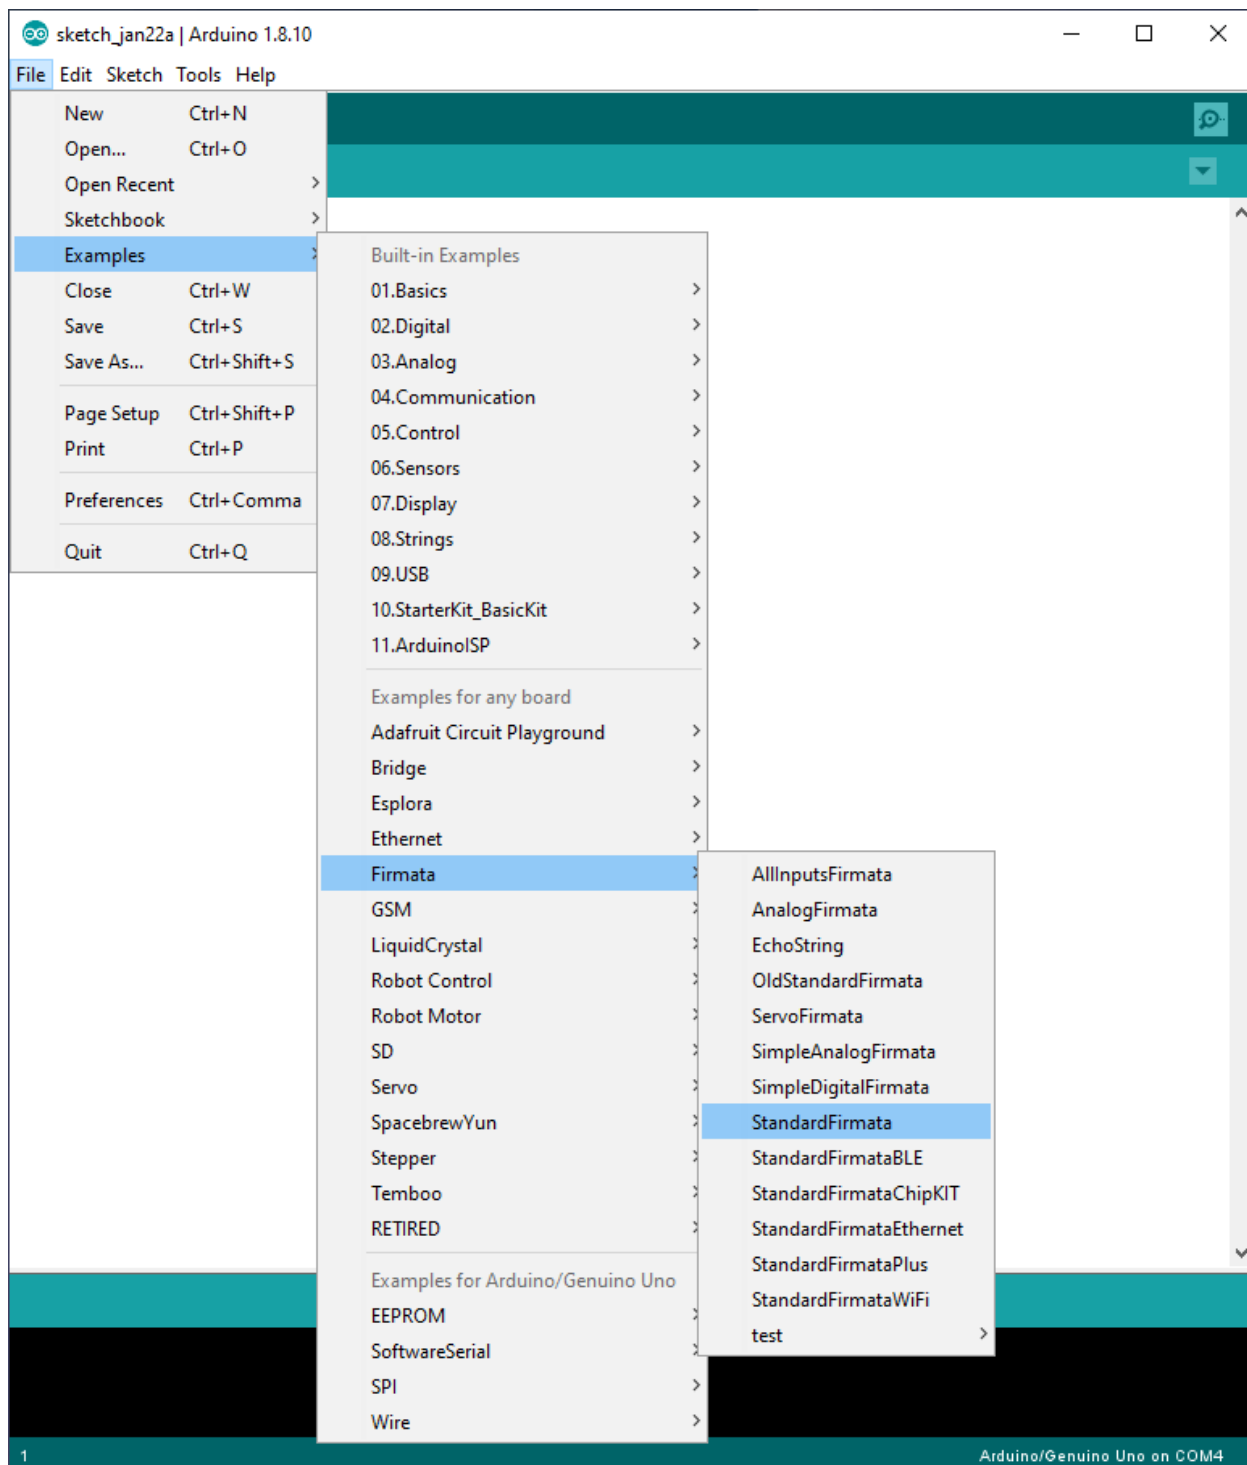 sketch_jan22a | Arduino 1.8.10
File Edit Sketch Tools Help
New Ctrl+N
Open... Ctrl+O
Open Recent
Sketchbook
Examples
Close Ctrl+W
Save Ctrl+S
Save As... Ctrl+Shift+S
Page Setup Ctrl+Shift+P
Print Ctrl+P
Preferences Ctrl+Comma
Quit Ctrl+Q
Built-in Examples
01.Basics
02.Digital
03.Analog
04.Communication
05.Control
06.Sensors
07.Display
08.Strings
09.USB
10.StarterKit_BasicKit
11.ArduinoISP
Examples for any board
Adafruit Circuit Playground
Bridge
Esplora
Ethernet
Firmata
GSM
LiquidCrystal
Robot Control
Robot Motor
SD
Servo
SpacebrewYun
Stepper
Temboo
RETIRED
Examples for Arduino/Genuino Uno
EEPROM
SoftwareSerial
SPI
Wire
AllInputsFirmata
AnalogFirmata
EchoString
OldStandardFirmata
ServoFirmata
SimpleAnalogFirmata
SimpleDigitalFirmata
StandardFirmata
StandardFirmataBLE
StandardFirmataChipKIT
StandardFirmataEthernet
StandardFirmataPlus
StandardFirmataWiFi
test
1 Arduino/Genuino Uno on COM4